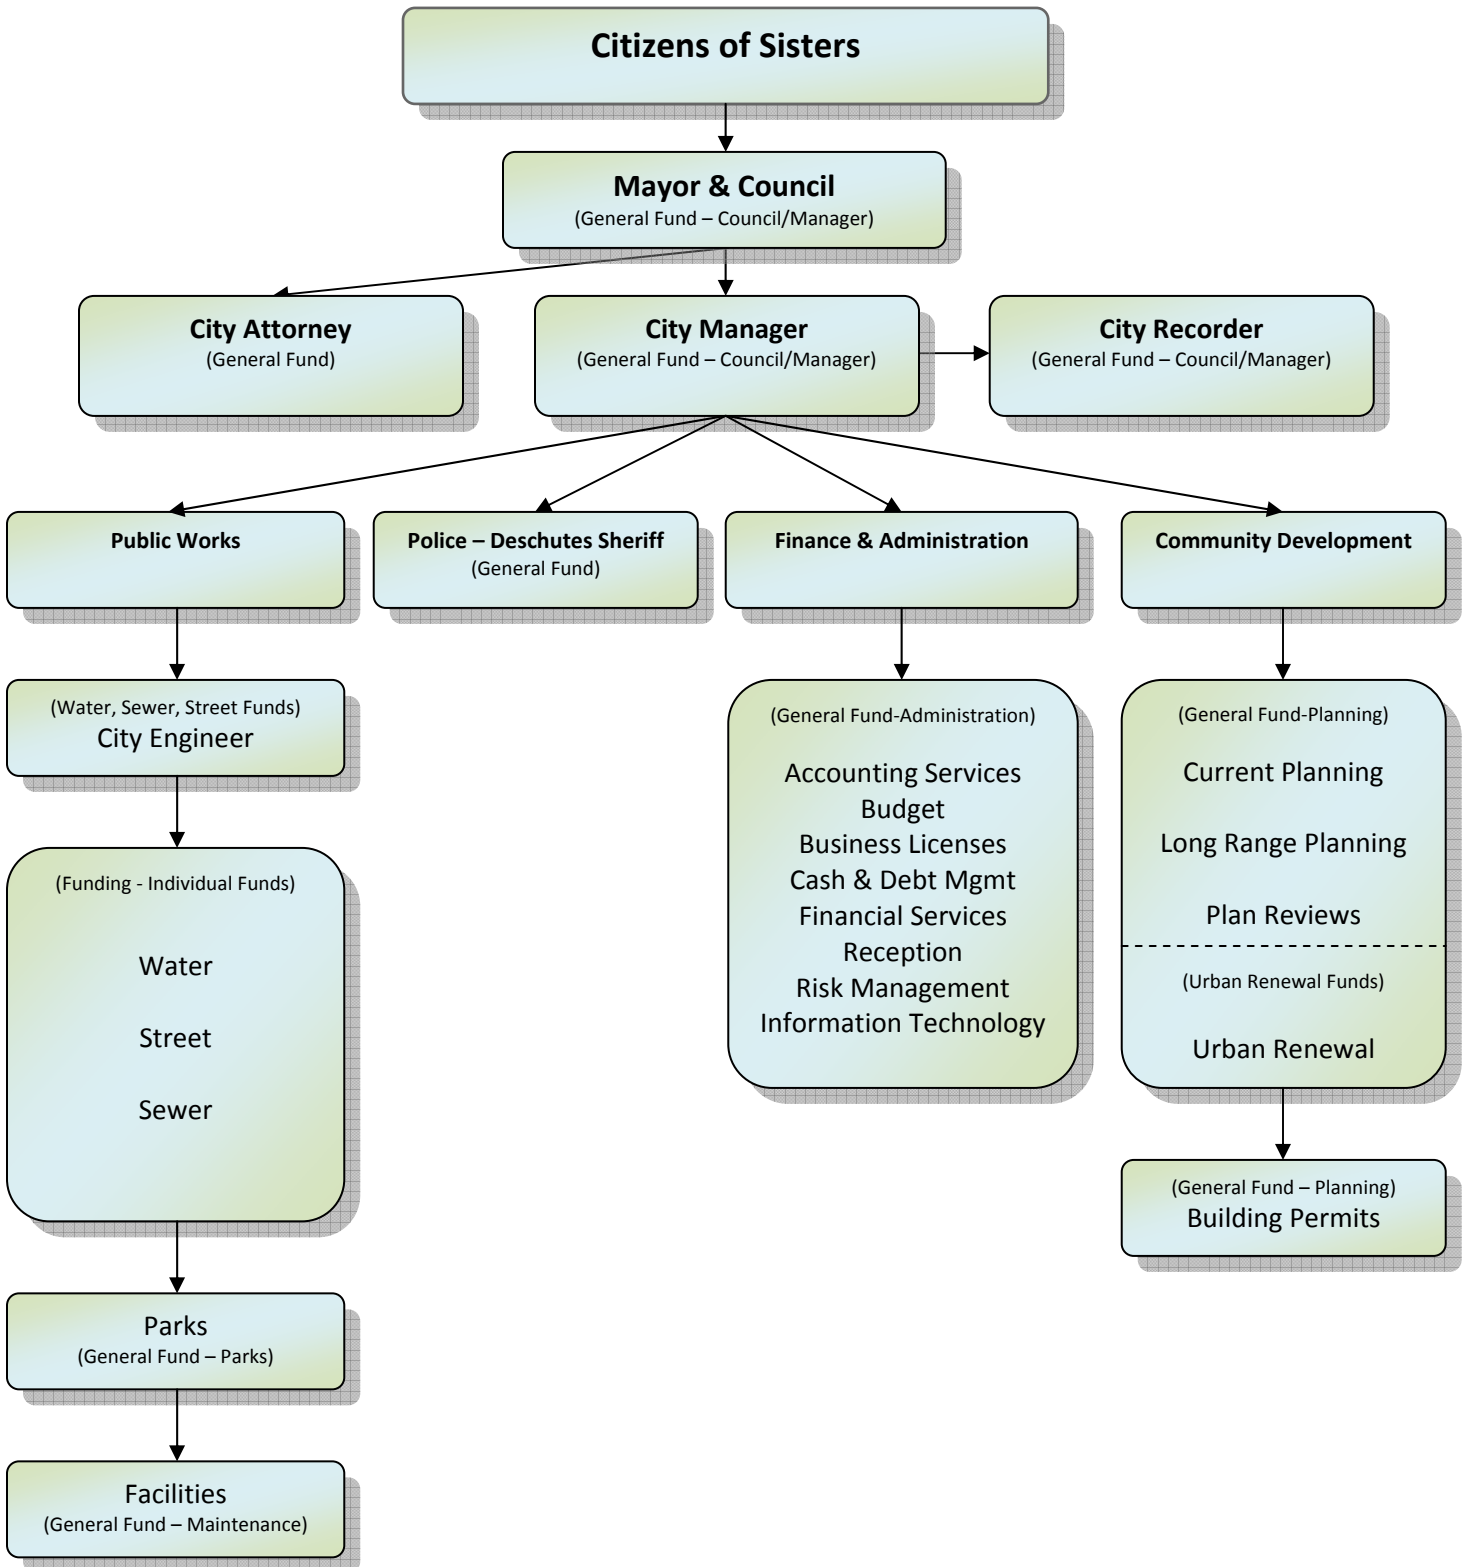 Citizens of Sisters
Mayor & Council
(General Fund – Council/Manager)
City Attorney
(General Fund)
City Manager
(General Fund – Council/Manager)
City Recorder
(General Fund – Council/Manager)
Public Works
Police – Deschutes Sheriff
(General Fund)
Finance & Administration
Community Development
(Water, Sewer, Street Funds)
City Engineer
(Funding - Individual Funds)
Water
Street
Sewer
Parks
(General Fund – Parks)
Facilities
(General Fund – Maintenance)
(General Fund-Administration)
Accounting Services
Budget
Business Licenses
Cash & Debt Mgmt
Financial Services
Reception
Risk Management
Information Technology
(General Fund-Planning)
Current Planning
Long Range Planning
Plan Reviews
(Urban Renewal Funds)
Urban Renewal
(General Fund – Planning)
Building Permits